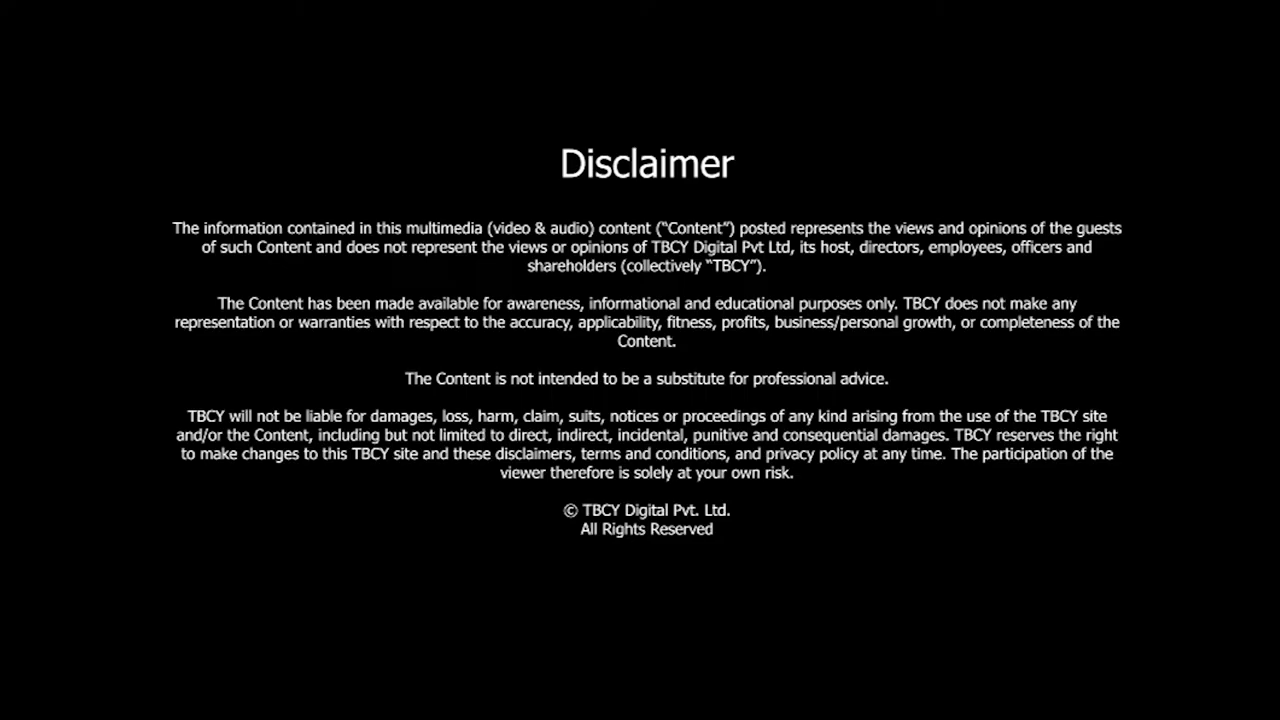 Disclaimer
The information contained in this multimedia (video & audio) content (“Content”) posted represents the views and opinions of the guests
of such Content and does not represent the views or opinions of TBCY Digital Pvt Ltd, its host, directors, employees, officers and
shareholders (collectively “TBCY”).
The Content has been made available for awareness, informational and educational purposes only. TBCY does not make any
representation or warranties with respect to the accuracy, applicability, fitness, profits, business/personal growth, or completeness of the
Content.
The Content is not intended to be a substitute for professional advice.
TBCY will not be liable for damages, loss, harm, claim, suits, notices or proceedings of any kind arising from the use of the TBCY site
and/or the Content, including but not limited to direct, indirect, incidental, punitive and consequential damages. TBCY reserves the right
to make changes to this TBCY site and these disclaimers, terms and conditions, and privacy policy at any time. The participation of the
viewer therefore is solely at your own risk.
© TBCY Digital Pvt. Ltd.
All Rights Reserved